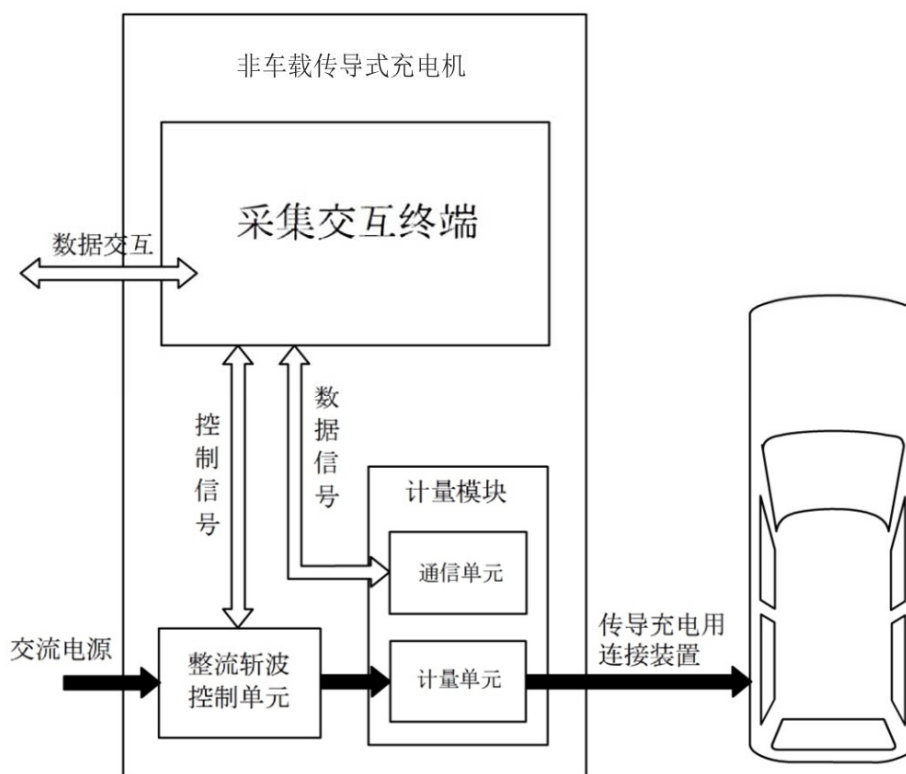 非车载传导式充电机
采集交互终端
数据交互
控制信号
数据信号
计量模块
通信单元
交流电源
整流斩波
控制单元
计量单元
传导充电用
连接装置